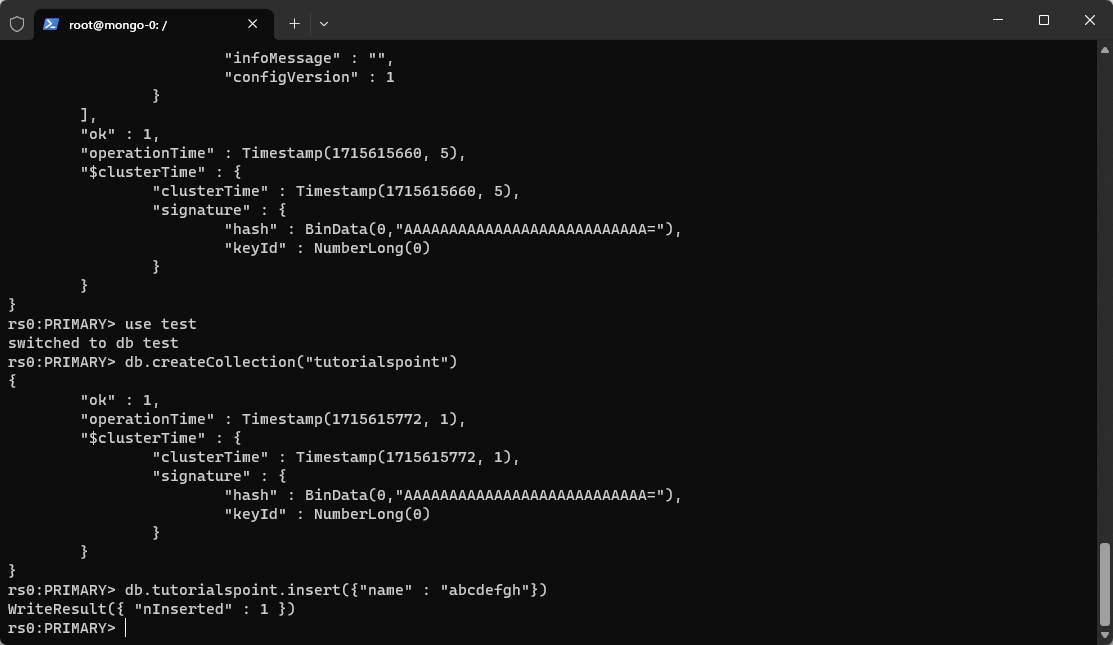 root@mongo-0: /
"infoMessage" : "",
"configVersion" : 1
}
],
"ok" : 1,
"operationTime" : Timestamp(1715615660, 5),
"$clusterTime" : {
"clusterTime" : Timestamp(1715615660, 5),
"signature" : {
"hash" : BinData(0,"AAAAAAAAAAAAAAAAAAAAAAAAAAA="),
"keyId" : NumberLong(0)
}
}
}
rs0:PRIMARY> use test
switched to db test
rs0:PRIMARY> db.createCollection("tutorialspoint")
{
"ok" : 1,
"operationTime" : Timestamp(1715615772, 1),
"$clusterTime" : {
"clusterTime" : Timestamp(1715615772, 1),
"signature" : {
"hash" : BinData(0,"AAAAAAAAAAAAAAAAAAAAAAAAAAA="),
"keyId" : NumberLong(0)
}
}
}
rs0:PRIMARY> db.tutorialspoint.insert({"name" : "abcdefgh"})
WriteResult({ "nInserted" : 1 })
rs0:PRIMARY>